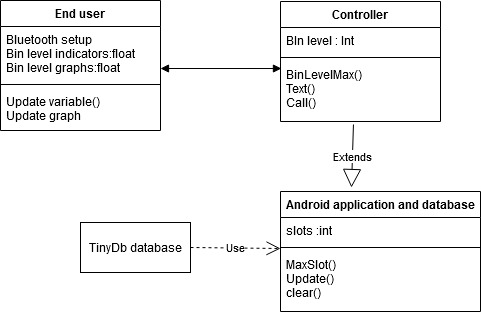 End user
Bluetooth setup
Bin level indicators:float
Bin level graphs:float
Update variable()
Update graph
Controller
BIn level : Int
BinLevelMax()
Text()
Call()
Extends
Android application and database
slots :int
MaxSlot()
Update()
clear()
TinyDb database
Use